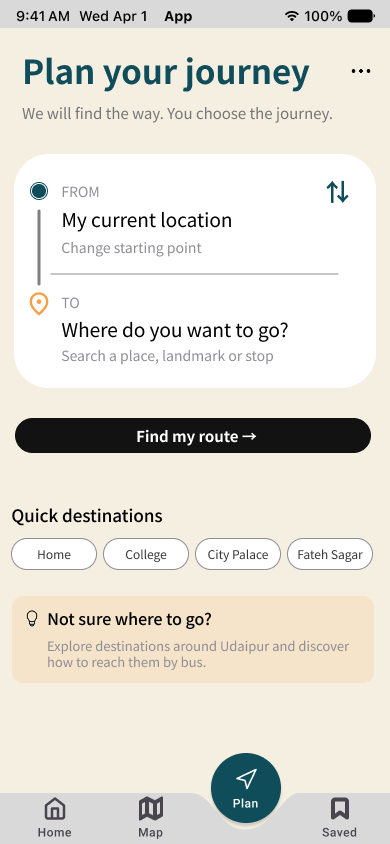 9:41 AM Wed Apr 1 App 100%
Plan your journey
We will find the way. You choose the journey.
FROM
My current location
Change starting point
TO
Where do you want to go?
Search a place, landmark or stop
Find my route →
Quick destinations
Home College City Palace Fateh Sagar
Not sure where to go?
Explore destinations around Udaipur and discover
how to reach them by bus.
Home Map Plan Saved